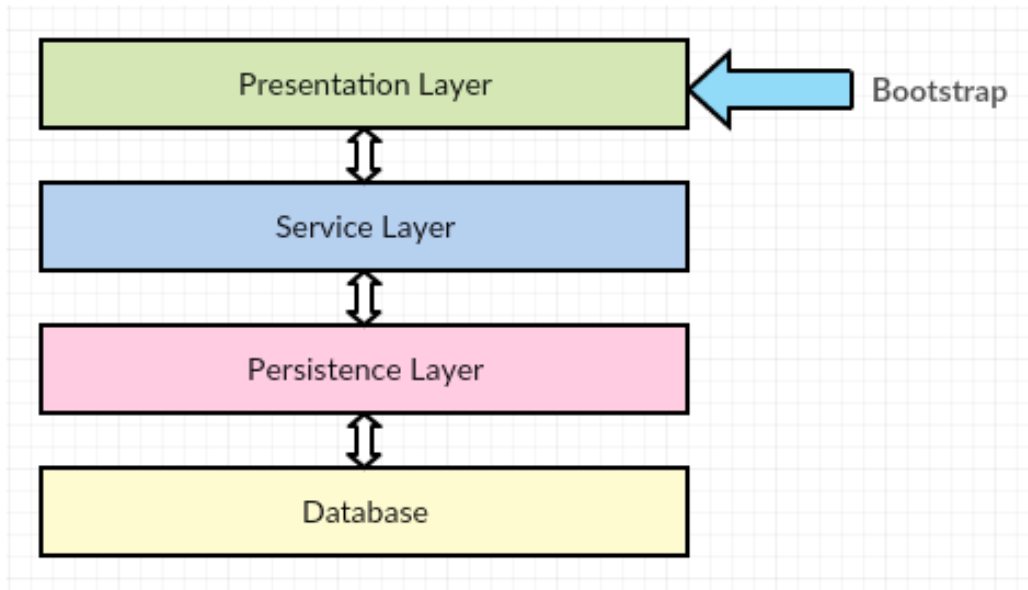 Presentation Layer
Bootstrap
Service Layer
Persistence Layer
Database